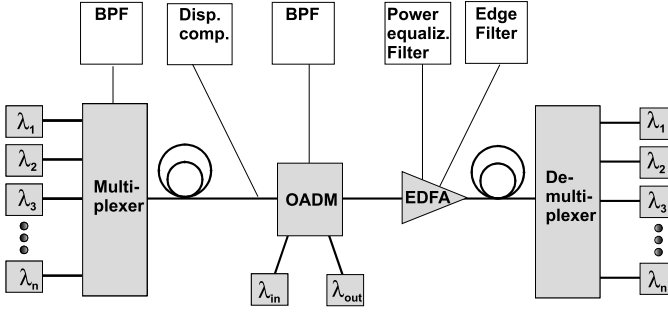 BPF
Disp.
comp.
BPF
Power
equaliz.
Filter
Edge
Filter
λ1
λ2
λ3
λn
Multi-
plexer
OADM
λin
λout
EDFA
De-
multi-
plexer
λ1
λ2
λ3
λn